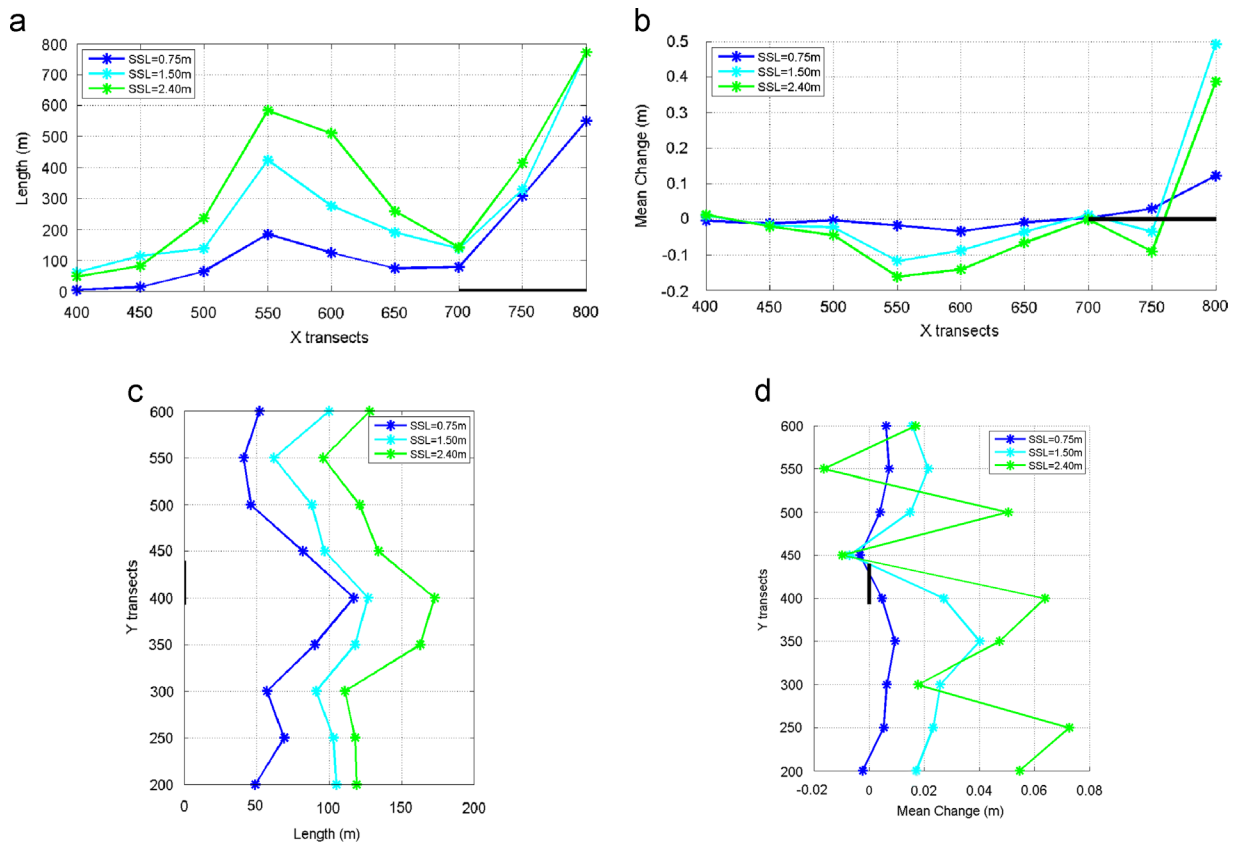 a
800
700
600
500
400
300
200
100
0
Length (m)
SSL=0.75m
SSL=1.50m
SSL=2.40m
400 450 500 550 600 650 700 750 800
X transects
b
0.5
0.4
0.3
0.2
0.1
0
-0.1
-0.2
Mean Change (m)
SSL=0.75m
SSL=1.50m
SSL=2.40m
400 450 500 550 600 650 700 750 800
X transects
c
600
550
500
450
400
350
300
250
200
Y transects
SSL=0.75m
SSL=1.50m
SSL=2.40m
0 50 100 150 200
Length (m)
d
600
550
500
450
400
350
300
250
200
Y transects
SSL=0.75m
SSL=1.50m
SSL=2.40m
-0.02 0 0.02 0.04 0.06 0.08
Mean Change (m)